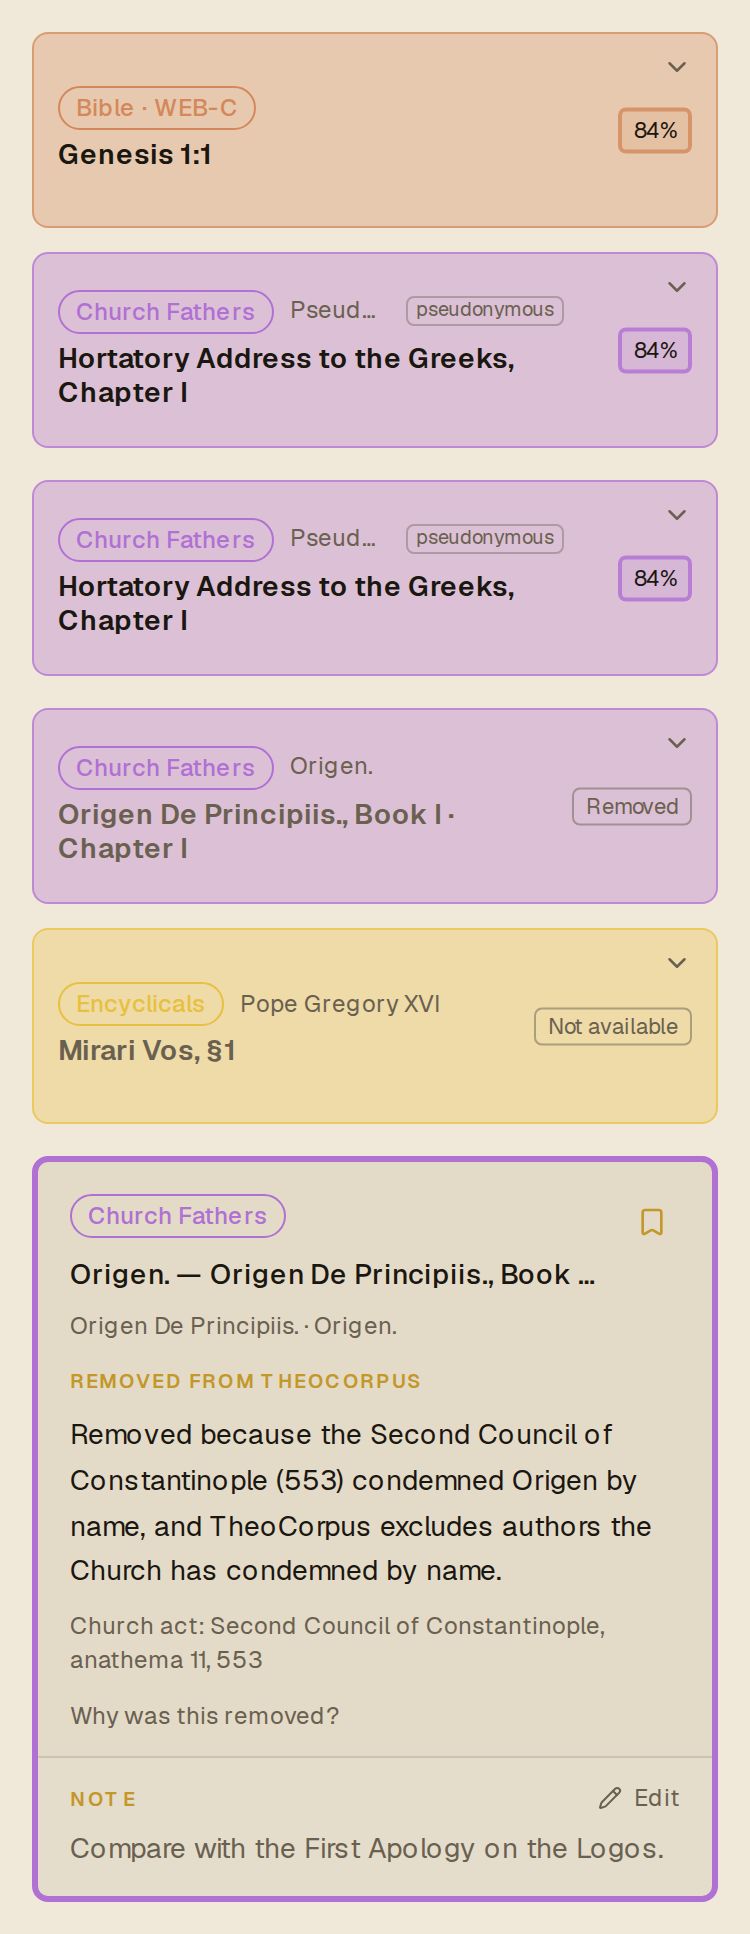 Bible · WEB-C
84%
Genesis 1:1
Church Fathers Pseud... pseudonymous
84%
Hortatory Address to the Greeks,
Chapter I
Church Fathers Pseud... pseudonymous
84%
Hortatory Address to the Greeks,
Chapter I
Church Fathers Origen.
Removed
Origen De Principiis., Book I ·
Chapter I
Encyclicals Pope Gregory XVI
Not available
Mirari Vos, §1
Church Fathers
Origen. — Origen De Principiis., Book ...
Origen De Principiis. · Origen.
REMOVED FROM THEOCORPUS
Removed because the Second Council of
Constantinople (553) condemned Origen by
name, and TheoCorpus excludes authors the
Church has condemned by name.
Church act: Second Council of Constantinople,
anathema 11, 553
Why was this removed?
NOTE Edit
Compare with the First Apology on the Logos.